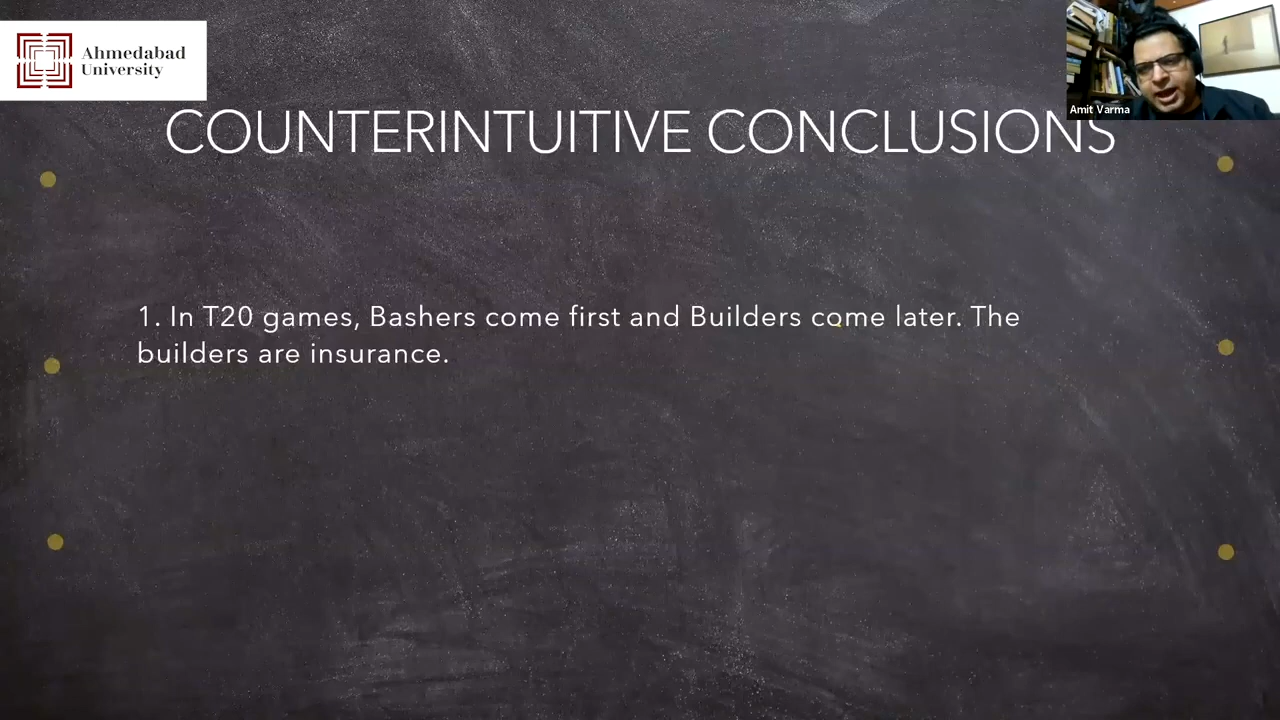 Ahmedabad
University
Amit Varma
COUNTERINTUITIVE CONCLUSIONS
1. In T20 games, Bashers come first and Builders come later. The
builders are insurance.